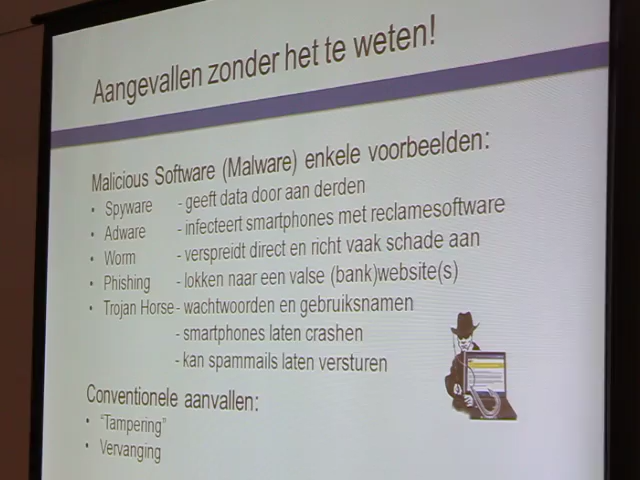 Aangevallen zonder het te weten!
Malicious Software (Malware) enkele voorbeelden:
• Spyware - geeft data door aan derden
• Adware - infecteert smartphones met reclamesoftware
• Worm - verspreidt direct en richt vaak schade aan
• Phishing - lokken naar een valse (bank)website(s)
• Trojan Horse - wachtwoorden en gebruiksnamen
- smartphones laten crashen
- kan spammails laten versturen
Conventionele aanvallen:
• “Tampering”
• Vervanging